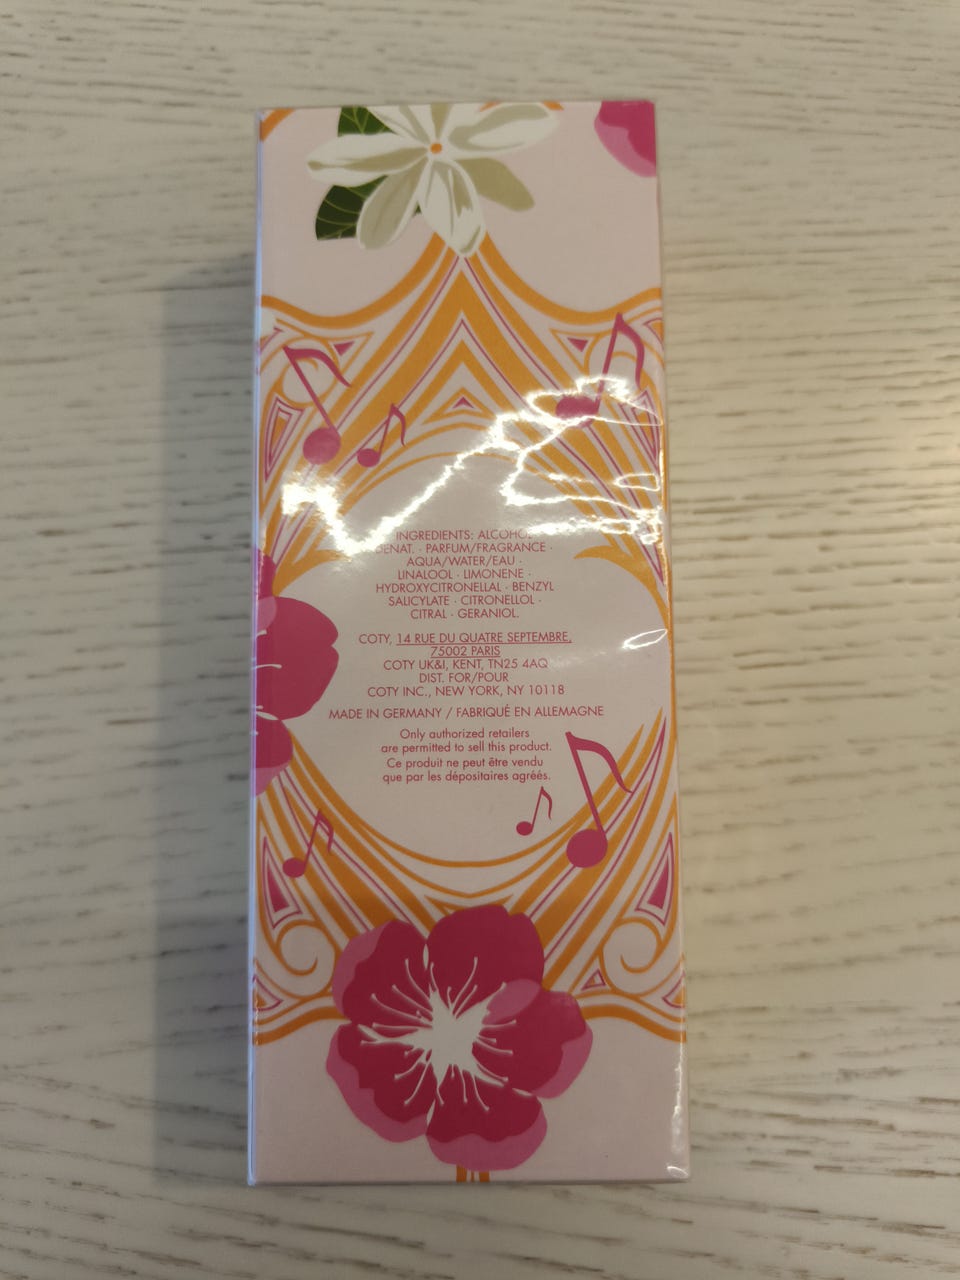 INGREDIENTS: ALCOHOL
DENAT. · PARFUM/FRAGRANCE ·
AQUA/WATER/EAU ·
LINALOOL · LIMONENE ·
HYDROXYCITRONELLAL · BENZYL
SALICYLATE · CITRONELLOL ·
CITRAL · GERANIOL.
COTY, 14 RUE DU QUATRE SEPTEMBRE,
75002 PARIS
COTY UK&I, KENT, TN25 4AQ
DIST. FOR/POUR
COTY INC., NEW YORK, NY 10118
MADE IN GERMANY / FABRIQUÉ EN ALLEMAGNE
Only authorized retailers
are permitted to sell this product.
Ce produit ne peut être vendu
que par les dépositaires agréés.